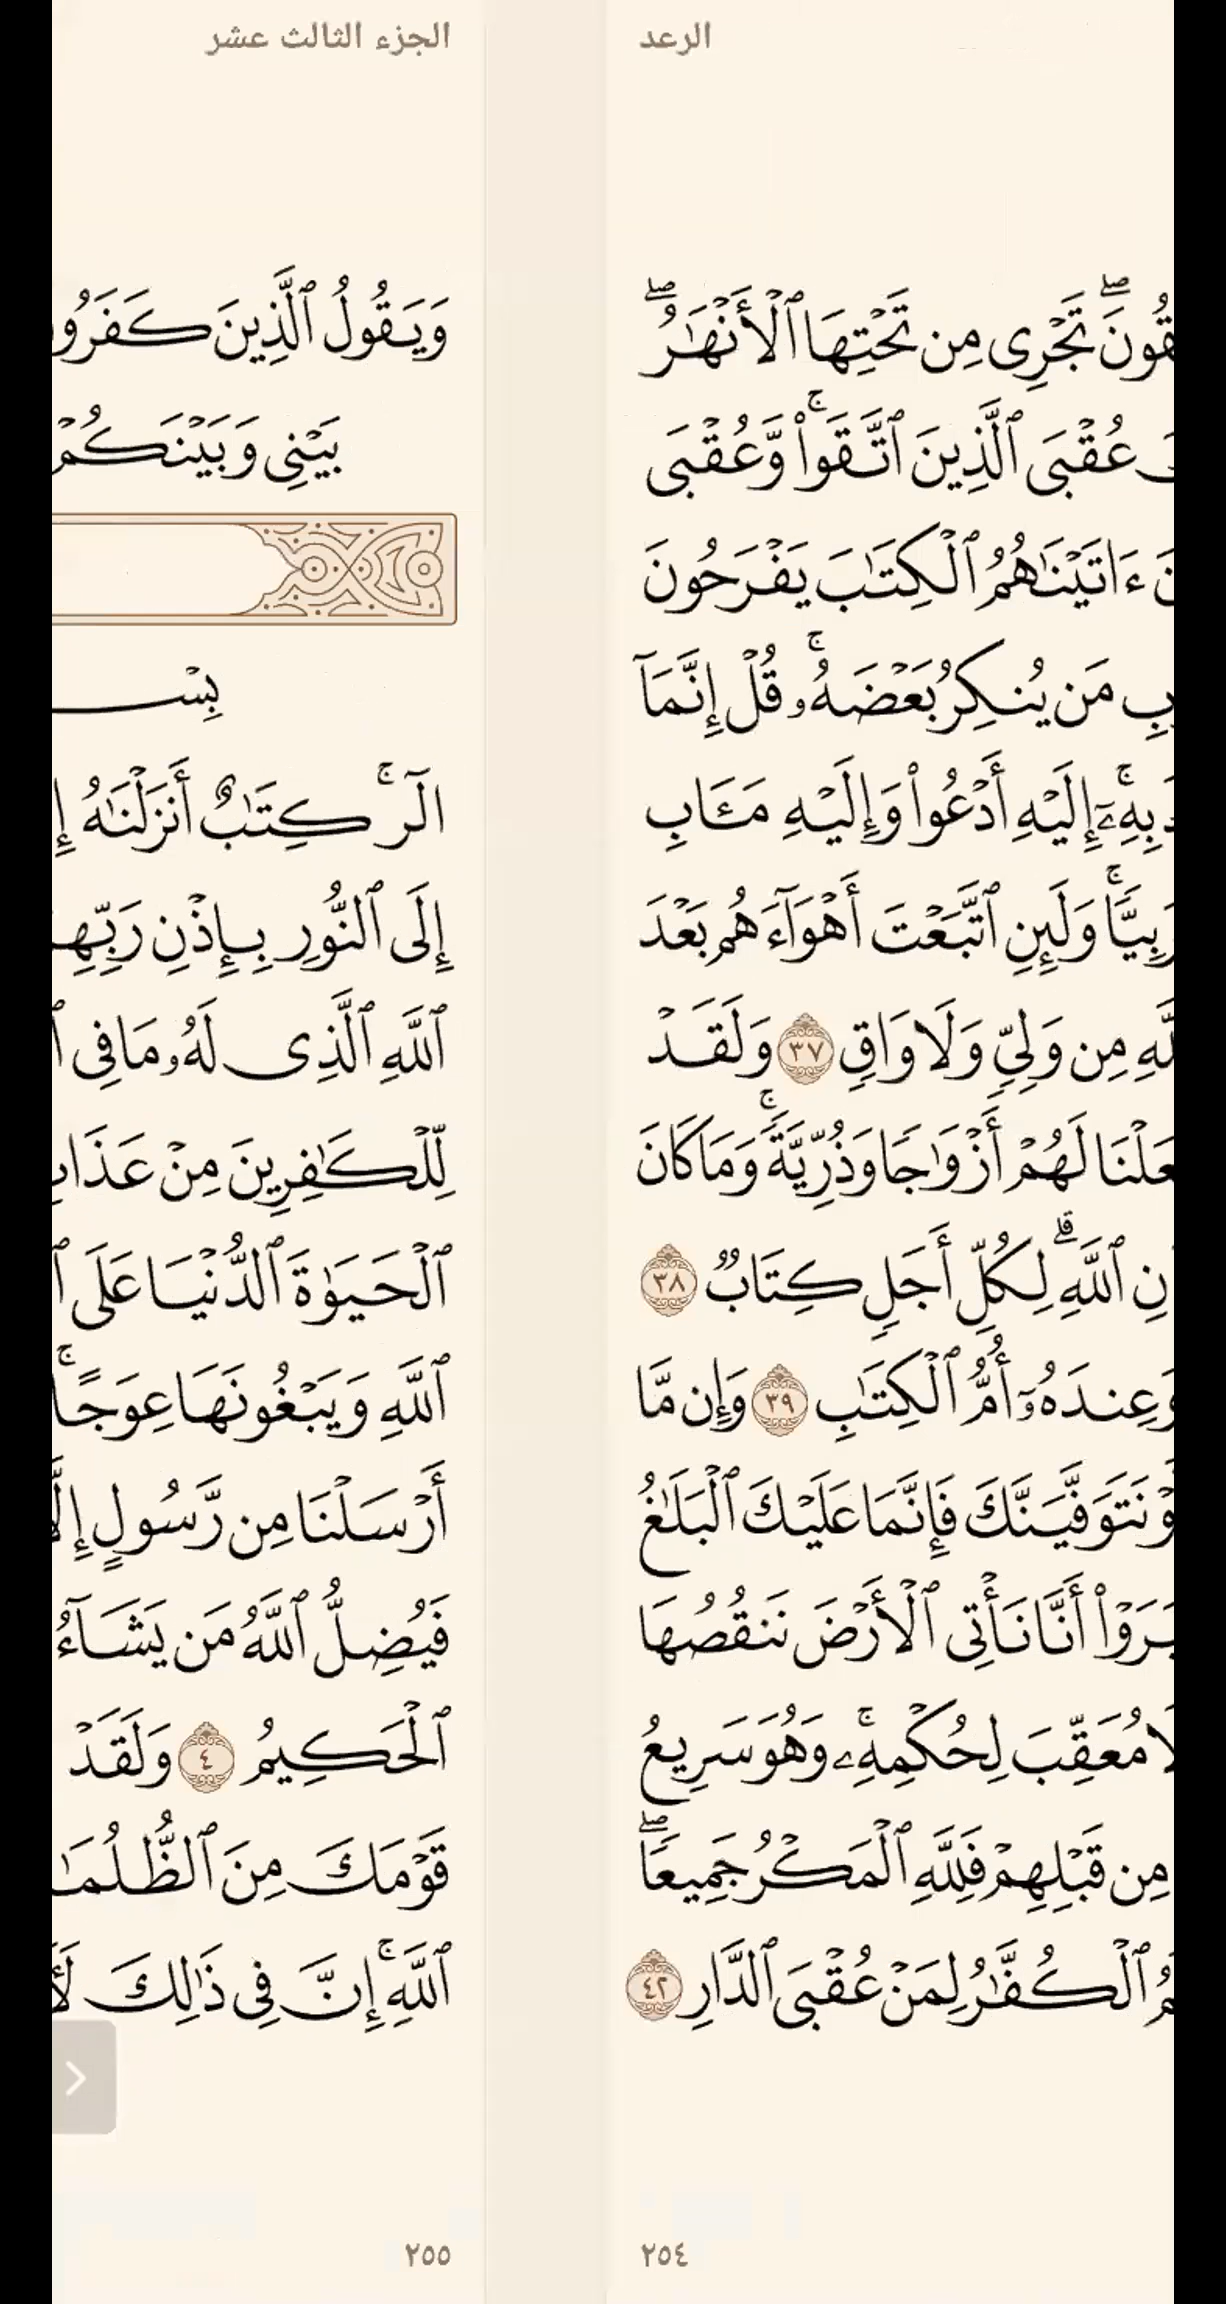 الرعد
تَجْرِى مِن تَحْتِهَا ٱلْأَنْهَٰرُ ۖ
عُقْبَى ٱلَّذِينَ ٱتَّقَوا۟ ۚ وَّعُقْبَى
ءَاتَيْنَٰهُمُ ٱلْكِتَٰبَ يَفْرَحُونَ
مَن يُنكِرُ بَعْضَهُۥ ۚ قُلْ إِنَّمَآ
بِهِۦٓ ۚ إِلَيْهِ أَدْعُوا۟ وَإِلَيْهِ مَـَٔابِ
وَلَئِنِ ٱتَّبَعْتَ أَهْوَآءَهُم بَعْدَ
مِن وَلِىٍّ وَلَا وَاقٍ ٣٧ وَلَقَدْ
لَهُمْ أَزْوَٰجًا وَذُرِّيَّةً ۚ وَمَا كَانَ
ٱللَّهِ ۗ لِكُلِّ أَجَلٍ كِتَابٌ ٣٨
وَعِندَهُۥٓ أُمُّ ٱلْكِتَٰبِ ٣٩ وَإِن مَّا
نَتَوَفَّيَنَّكَ فَإِنَّمَا عَلَيْكَ ٱلْبَلَٰغُ
أَنَّا نَأْتِى ٱلْأَرْضَ نَنقُصُهَا
مُعَقِّبَ لِحُكْمِهِۦ ۚ وَهُوَ سَرِيعُ
مِن قَبْلِهِمْ فَلِلَّهِ ٱلْمَكْرُ جَمِيعًا ۖ
ٱلْكُفَّٰرُ لِمَنْ عُقْبَى ٱلدَّارِ ٤٢
٢٥٤
الجزء الثالث عشر
وَيَقُولُ ٱلَّذِينَ كَفَرُوا
بَيْنِى وَبَيْنَكُمْ
بِسْ
الٓر ۚ كِتَٰبٌ أَنزَلْنَٰهُ
إِلَى ٱلنُّورِ بِإِذْنِ رَبِّهِ
ٱللَّهِ ٱلَّذِى لَهُۥ مَا فِى
لِّلْكَٰفِرِينَ مِنْ عَذَابٍ
ٱلْحَيَوٰةَ ٱلدُّنْيَا عَلَى
ٱللَّهِ وَيَبْغُونَهَا عِوَجًا ۚ
أَرْسَلْنَا مِن رَّسُولٍ إِلَّا
فَيُضِلُّ ٱللَّهُ مَن يَشَآءُ
ٱلْحَكِيمُ ٤ وَلَقَدْ
قَوْمَكَ مِنَ ٱلظُّلُمَٰ
ٱللَّهِ ۚ إِنَّ فِى ذَٰلِكَ
٢٥٥